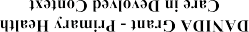 DANIDA Grant - Primary Health
Care in Devolved Context